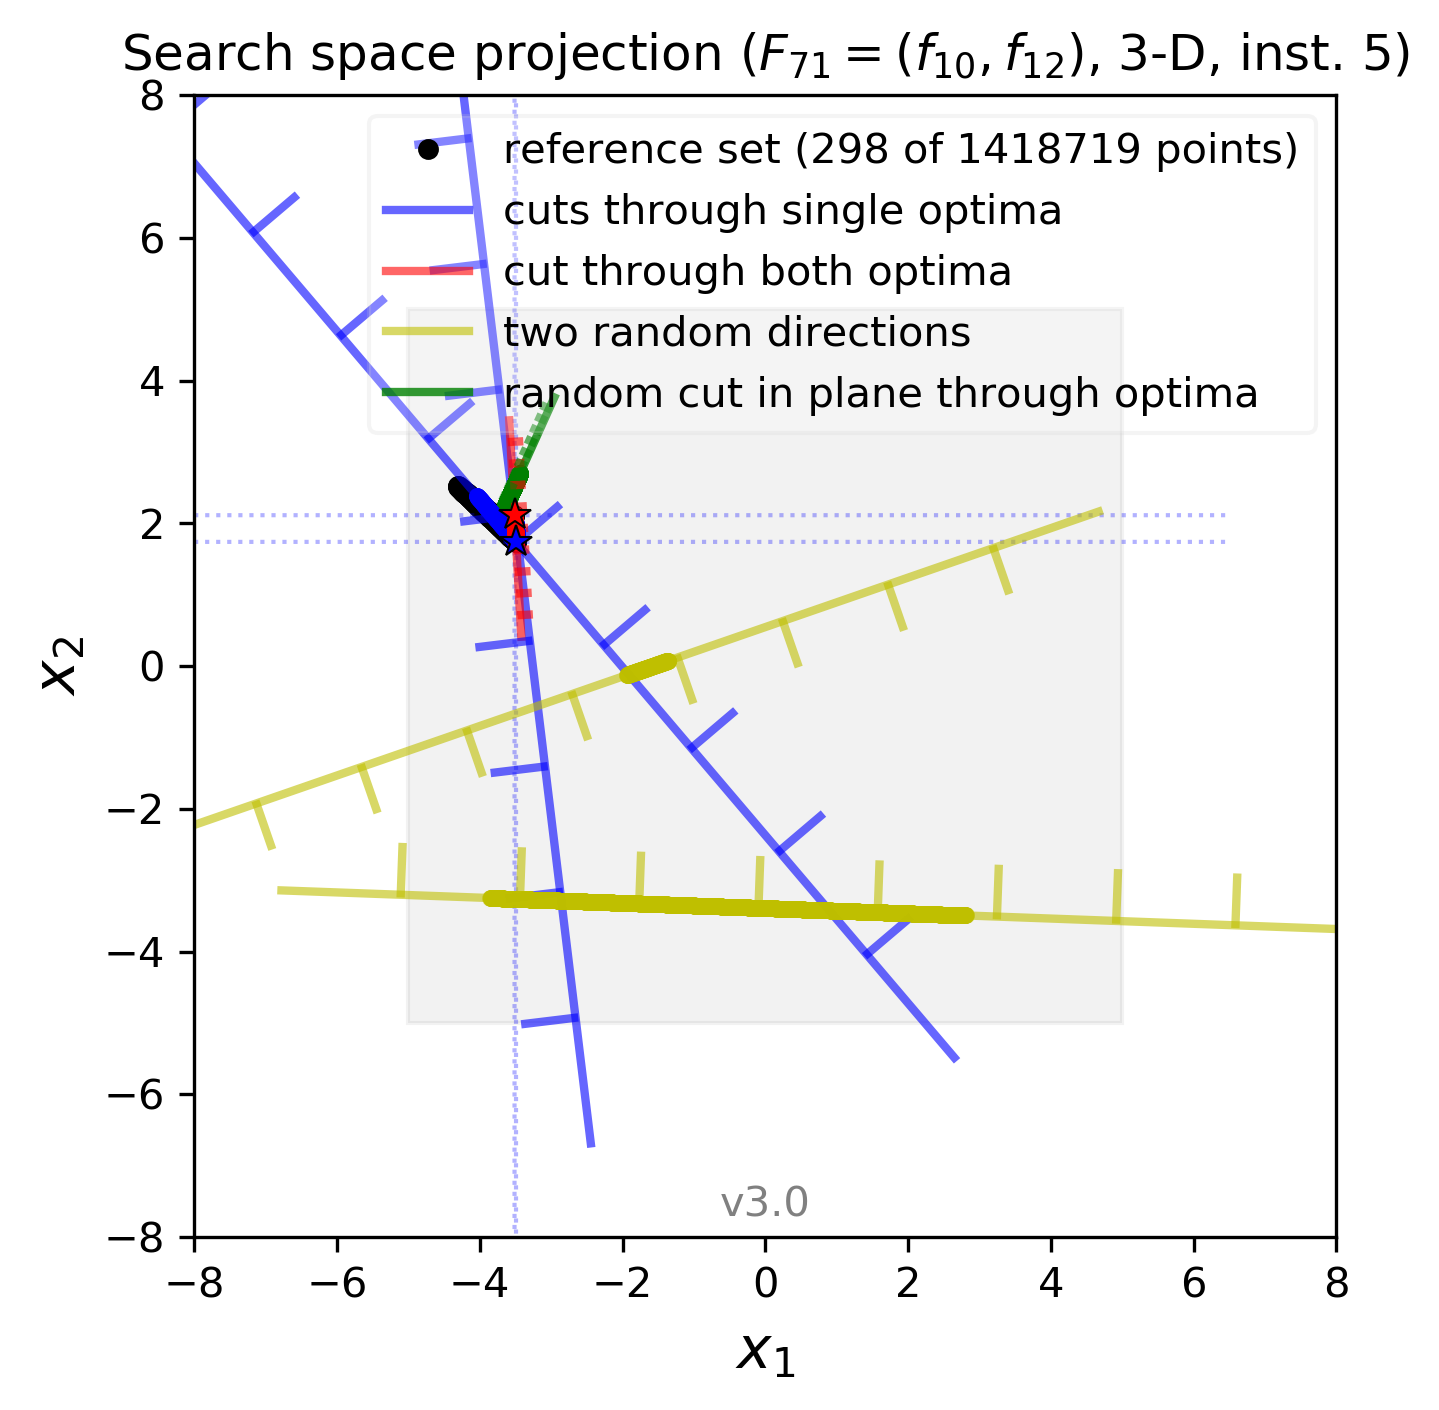 Search space projection (F₇₁ = (f₁₀, f₁₂), 3-D, inst. 5)
reference set (298 of 1418719 points)
cuts through single optima
cut through both optima
two random directions
random cut in plane through optima
8
6
4
2
0
−2
−4
−6
−8
x₂
v3.0
−8 −6 −4 −2 0 2 4 6 8
x₁